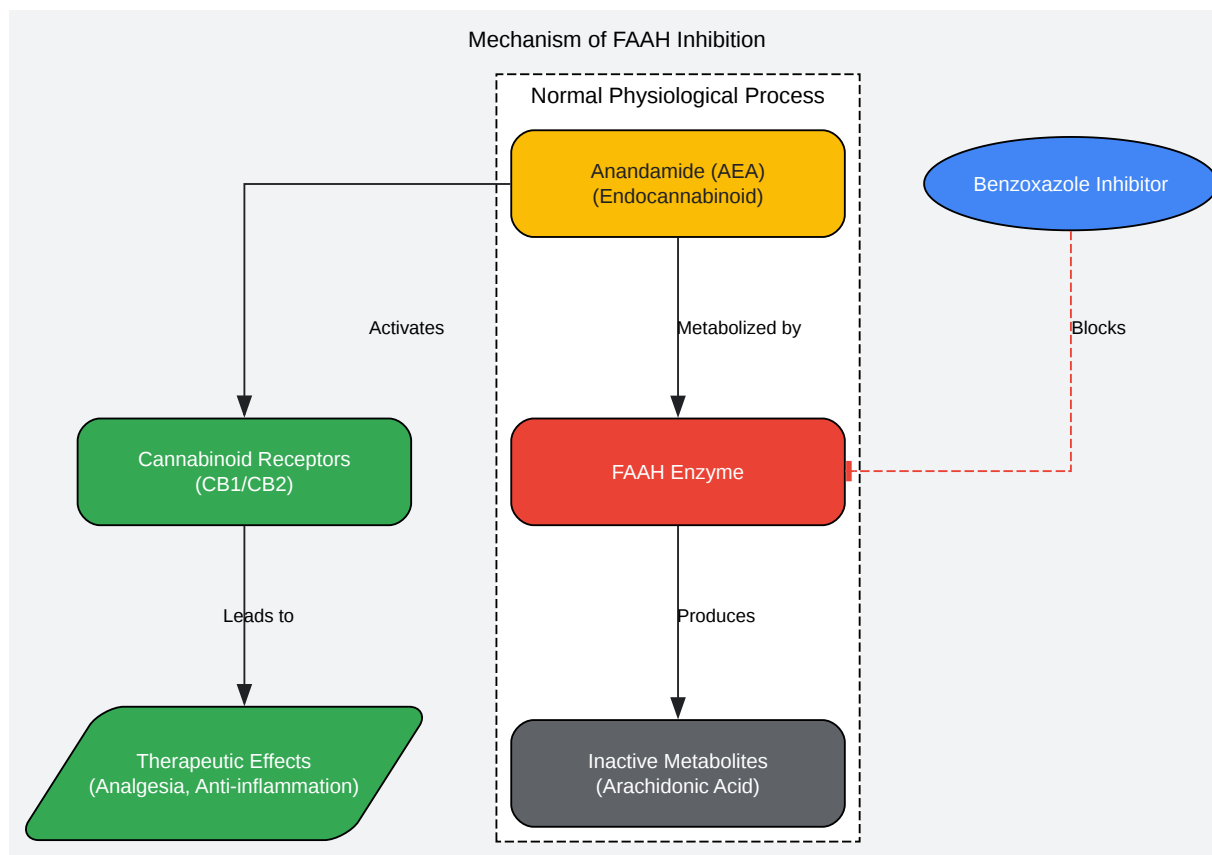 Mechanism of FAAH Inhibition
Normal Physiological Process
Anandamide (AEA)
(Endocannabinoid)
Benzoxazole Inhibitor
Activates
Metabolized by
Blocks
Cannabinoid Receptors
(CB1/CB2)
FAAH Enzyme
Leads to
Produces
Therapeutic Effects
(Analgesia, Anti-inflammation)
Inactive Metabolites
(Arachidonic Acid)